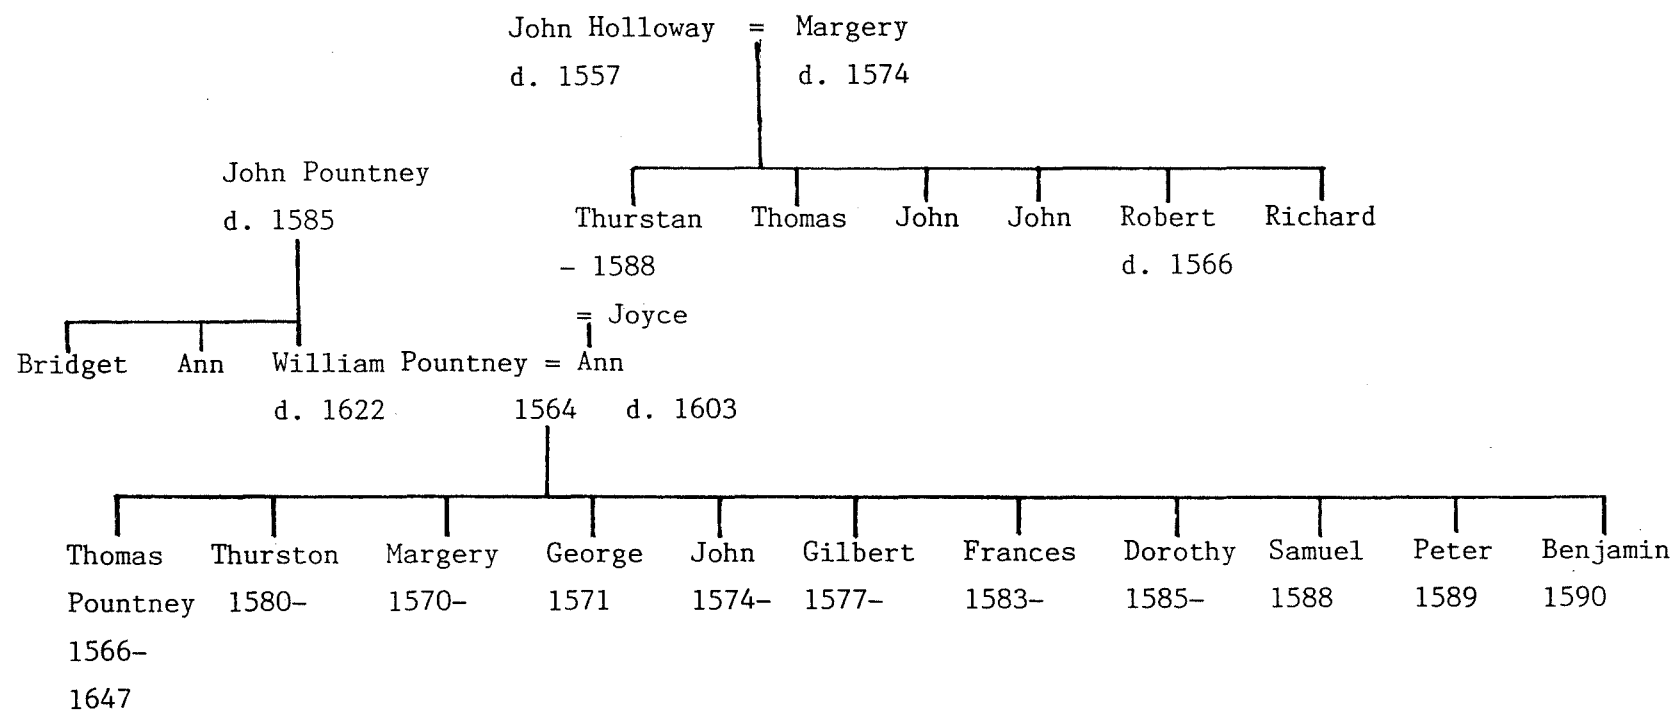 John Holloway = Margery
d. 1557 d. 1574
John Pountney
d. 1585
Thurstan Thomas John John Robert Richard
– 1588 d. 1566
= Joyce
Bridget Ann William Pountney = Ann
d. 1622 1564 d. 1603
Thomas Thurston Margery George John Gilbert Frances Dorothy Samuel Peter Benjamin
Pountney 1580– 1570– 1571 1574– 1577– 1583– 1585– 1588 1589 1590
1566–
1647